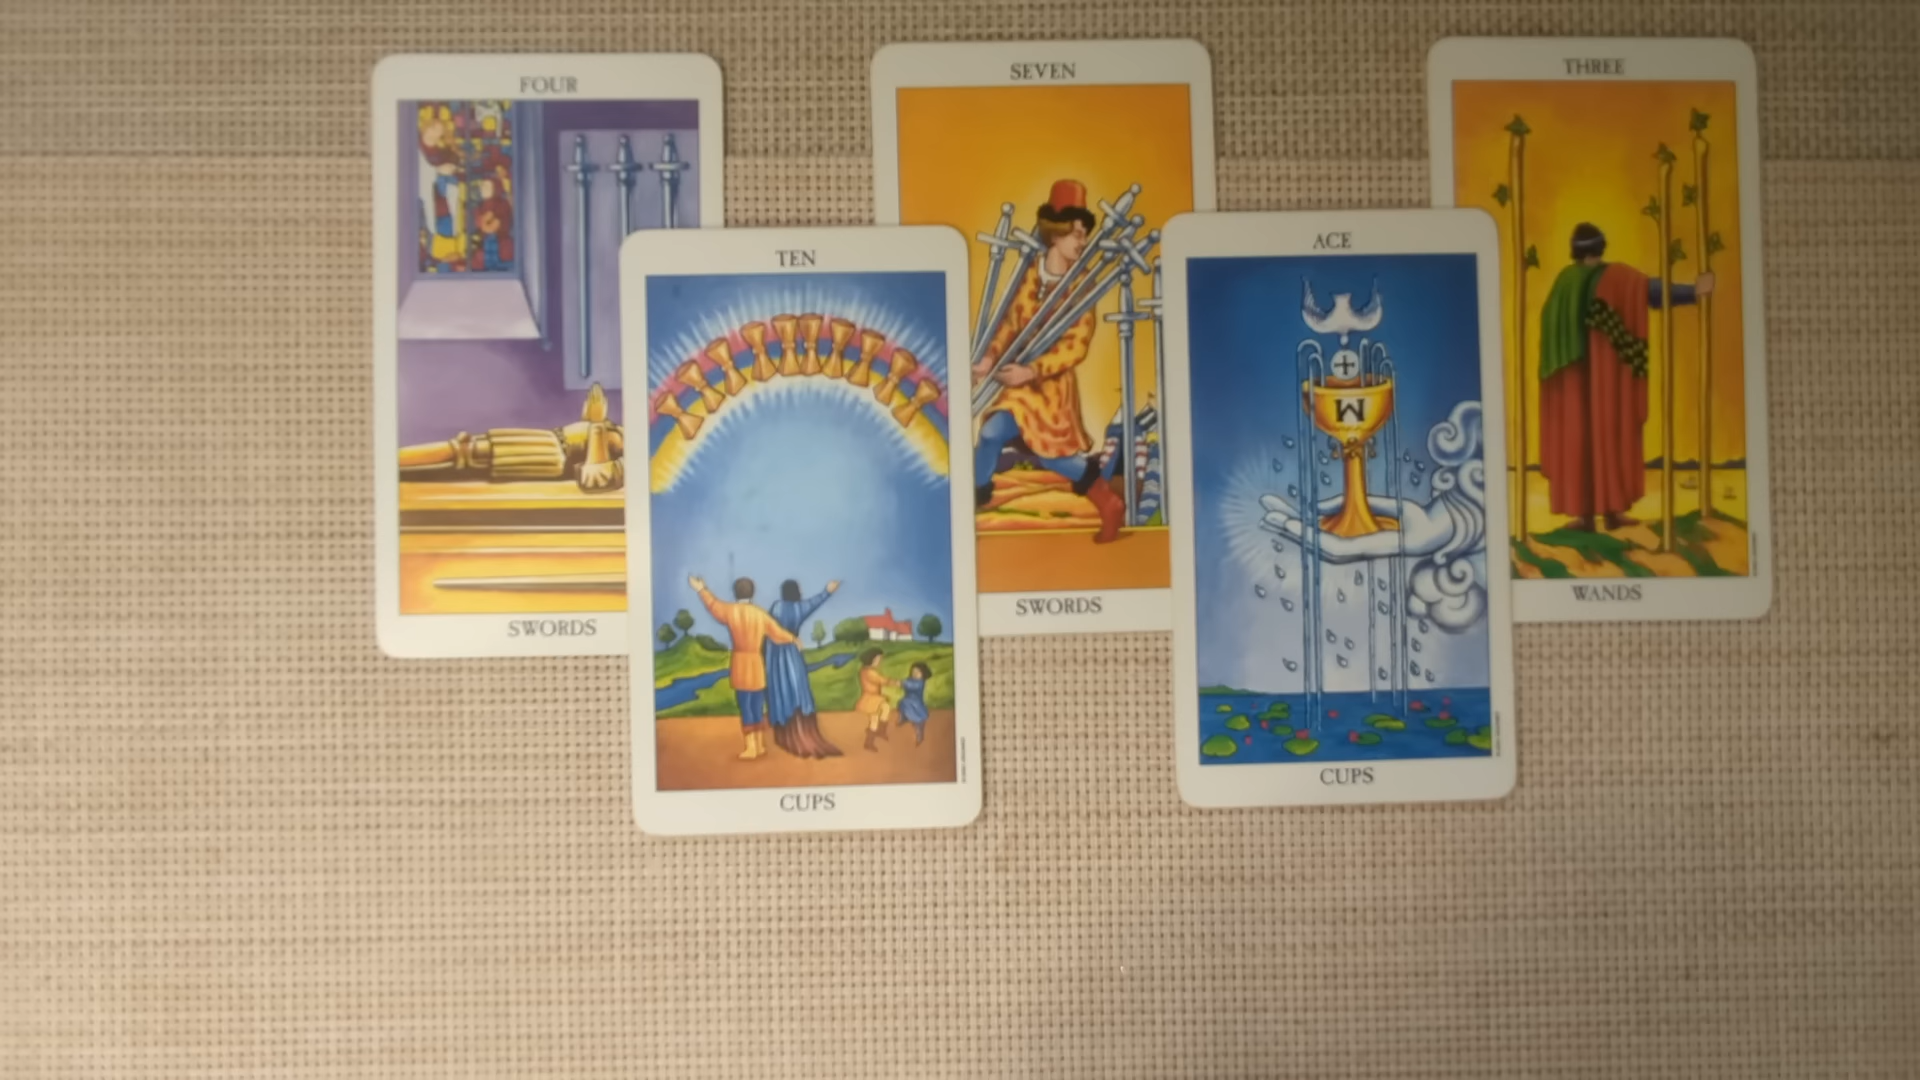 FOUR
SWORDS
TEN
CUPS
SEVEN
SWORDS
ACE
W
CUPS
THREE
WANDS